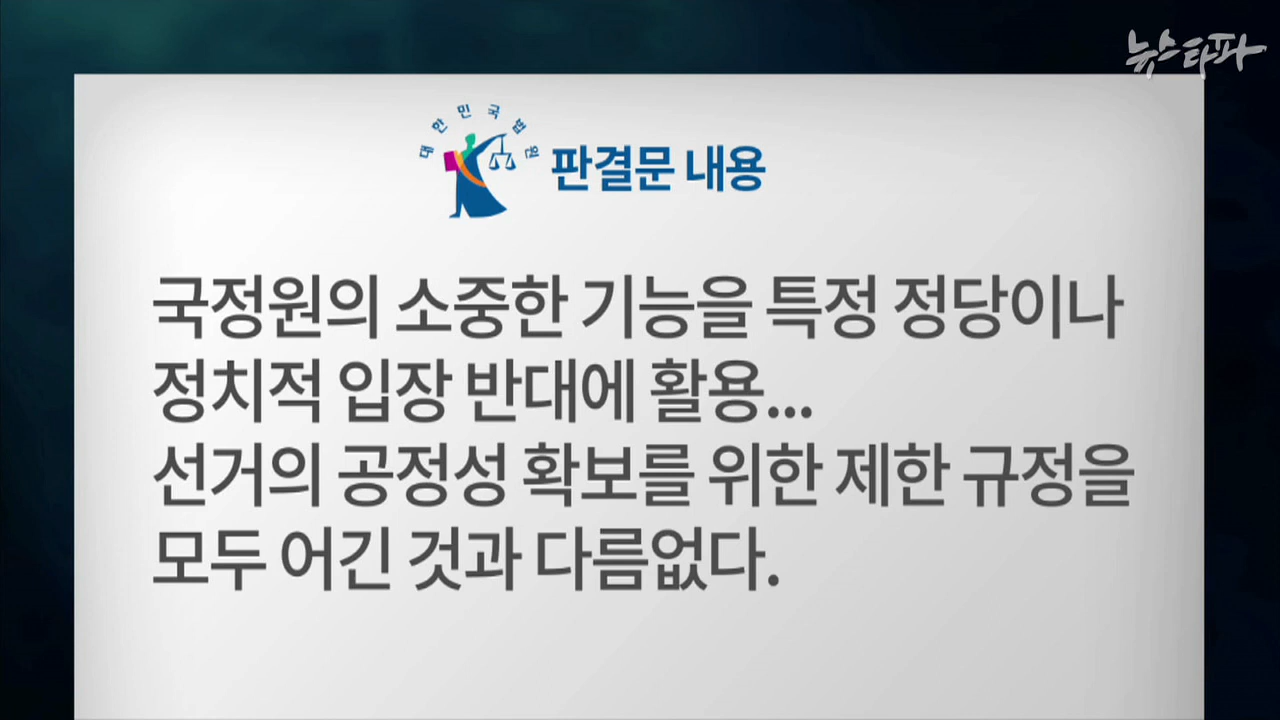 뉴스타파
대한민국법원
판결문 내용
국정원의 소중한 기능을 특정 정당이나
정치적 입장 반대에 활용...
선거의 공정성 확보를 위한 제한 규정을
모두 어긴 것과 다름없다.